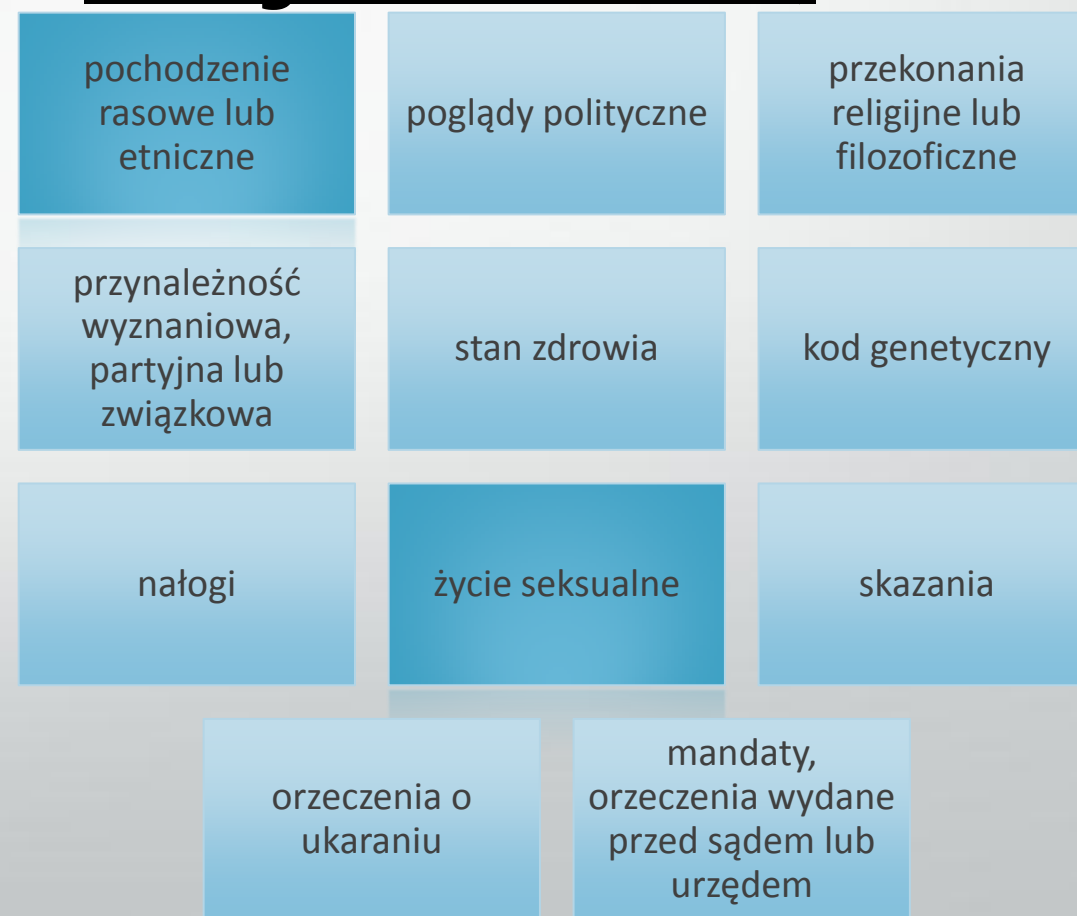 pochodzenie
rasowe lub
etniczne
poglądy polityczne
przekonania
religijne lub
filozoficzne
przynależność
wyznaniowa,
partyjna lub
związkowa
stan zdrowia
kod genetyczny
nałogi
życie seksualne
skazania
orzeczenia o
ukaraniu
mandaty,
orzeczenia wydane
przed sądem lub
urzędem